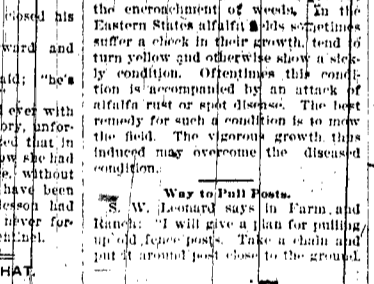 closed his
ward and
said; "he's
ever with
ory, unfor-
ed that in
ow she had
e, without
have been
lesson had
never for-
entinel.
HAT.
the encroachment of weeds. In the
Eastern States alfalfa fields sometimes
suffer a check in their growth, tend to
turn yellow and otherwise show a sick-
ly condition. Oftentimes this condi-
tion is accompanied by an attack of
alfalfa rust or spot disease. The best
remedy for such a condition is to mow
the field. The vigorous growth thus
induced may overcome the diseased
condition.
Way to Pull Posts.
S. W. Leonard says in Farm and
Ranch: "I will give a plan for pulling
up old fence posts. Take a chain and
put it around post close to the ground.